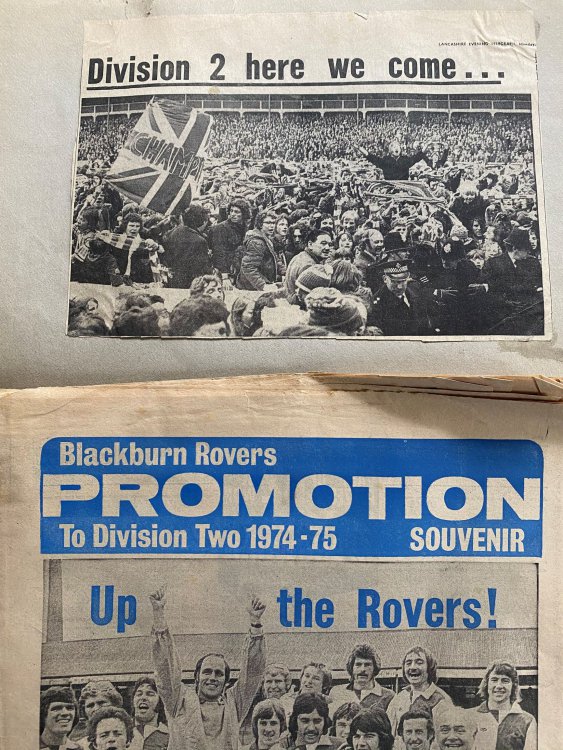 LANCASHIRE EVENING TELEGRAPH,
Division 2 here we come...
CHAMPS
Blackburn Rovers
PROMOTION
To Division Two 1974-75 SOUVENIR
Up the Rovers!